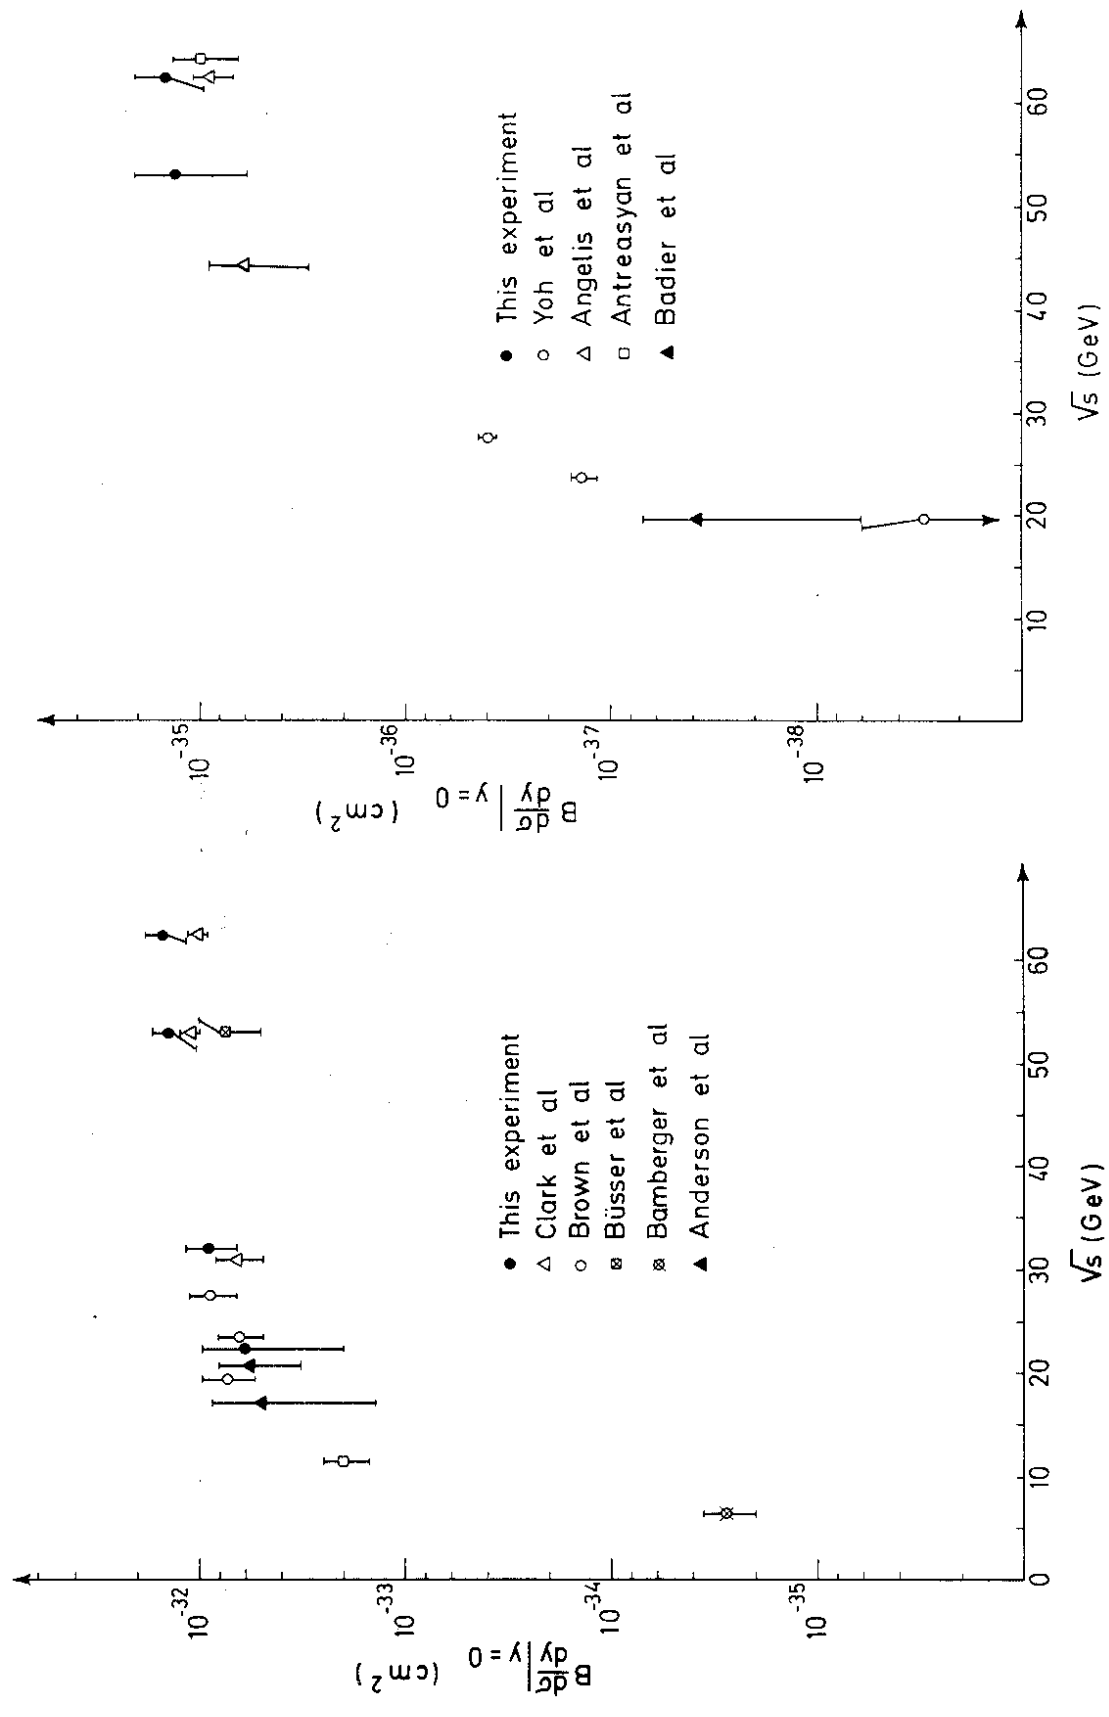 B dσ/dy | y = 0 (cm²)
10⁻³²
10⁻³³
10⁻³⁴
10⁻³⁵
This experiment
Clark et al
Brown et al
Büsser et al
Bamberger et al
Anderson et al
0 10 20 30 40 50 60
√s (GeV)
B dσ/dy | y = 0 (cm²)
10⁻³⁵
10⁻³⁶
10⁻³⁷
10⁻³⁸
This experiment
Yoh et al
Angelis et al
Antreasyan et al
Badier et al
10 20 30 40 50 60
√s (GeV)